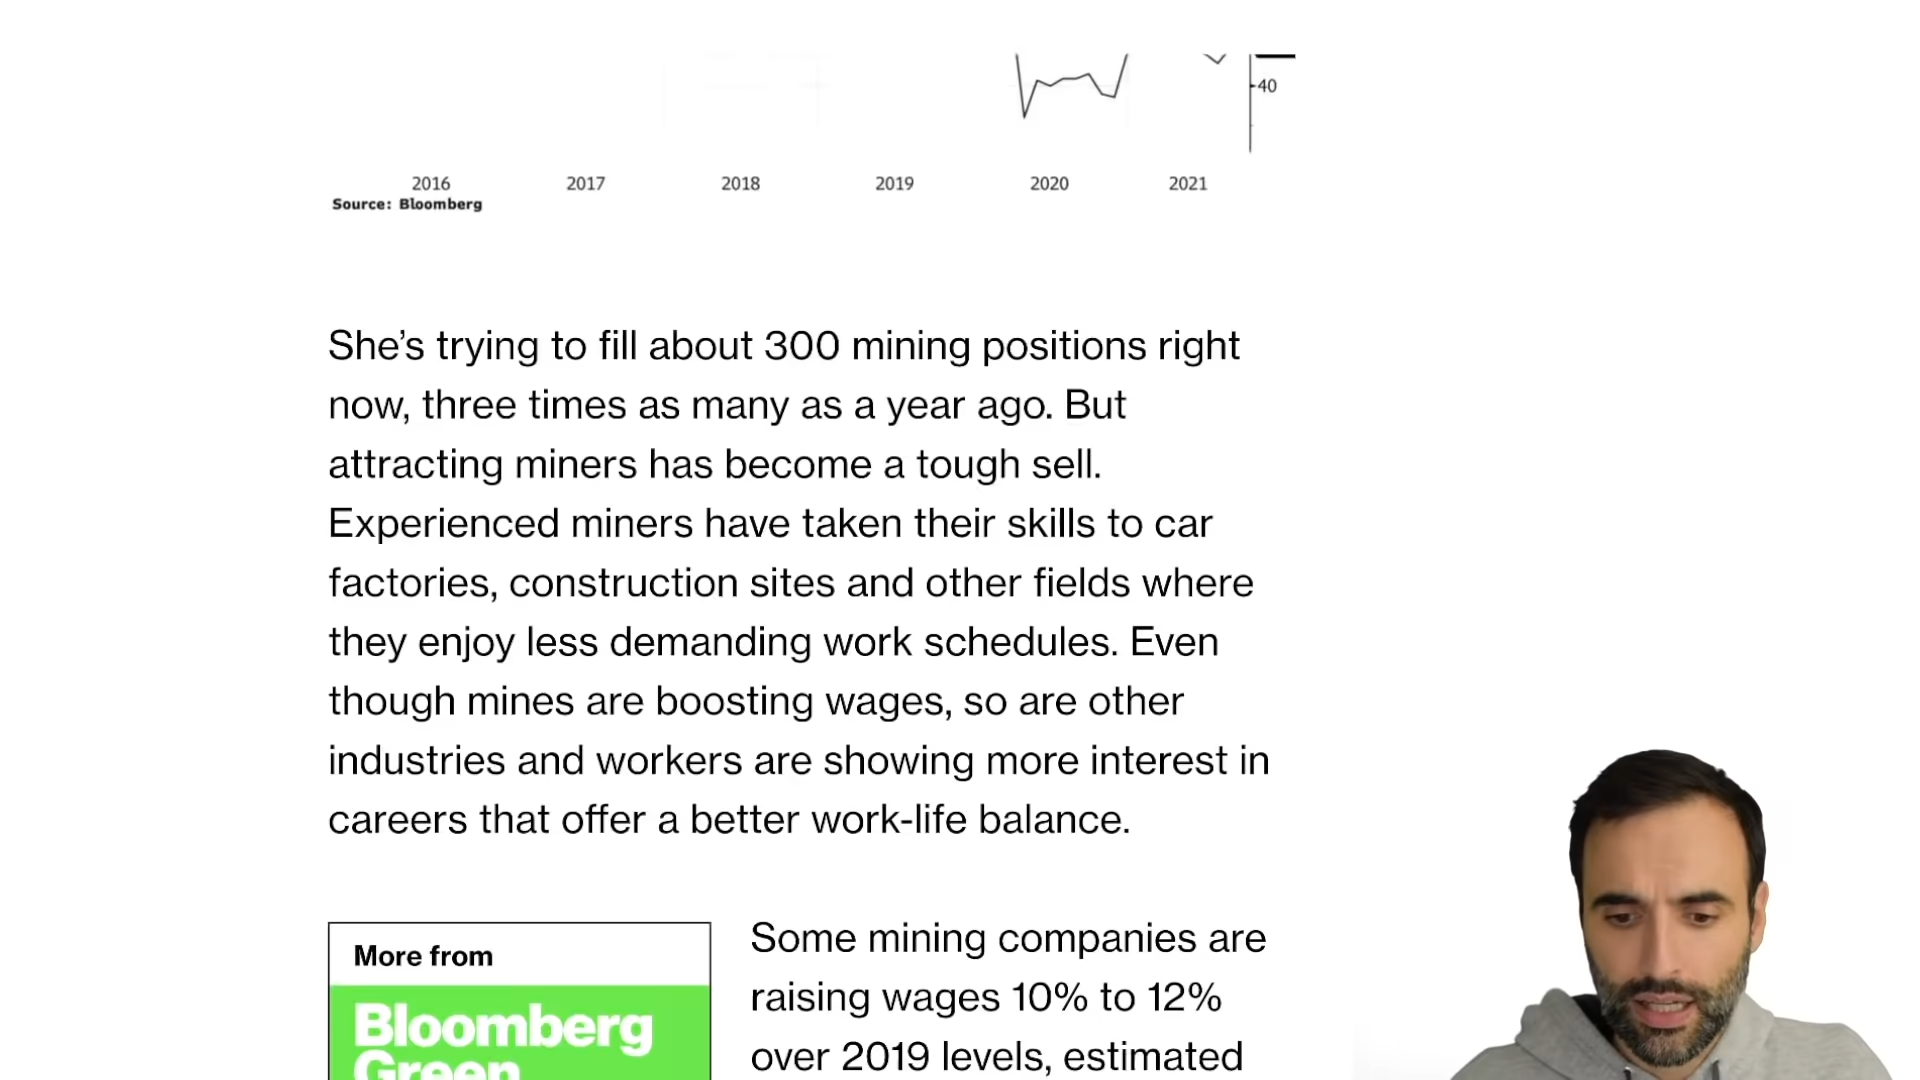 40
2016 2017 2018 2019 2020 2021
Source: Bloomberg
She’s trying to fill about 300 mining positions right
now, three times as many as a year ago. But
attracting miners has become a tough sell.
Experienced miners have taken their skills to car
factories, construction sites and other fields where
they enjoy less demanding work schedules. Even
though mines are boosting wages, so are other
industries and workers are showing more interest in
careers that offer a better work-life balance.
More from
Bloomberg
Green
Some mining companies are
raising wages 10% to 12%
over 2019 levels, estimated